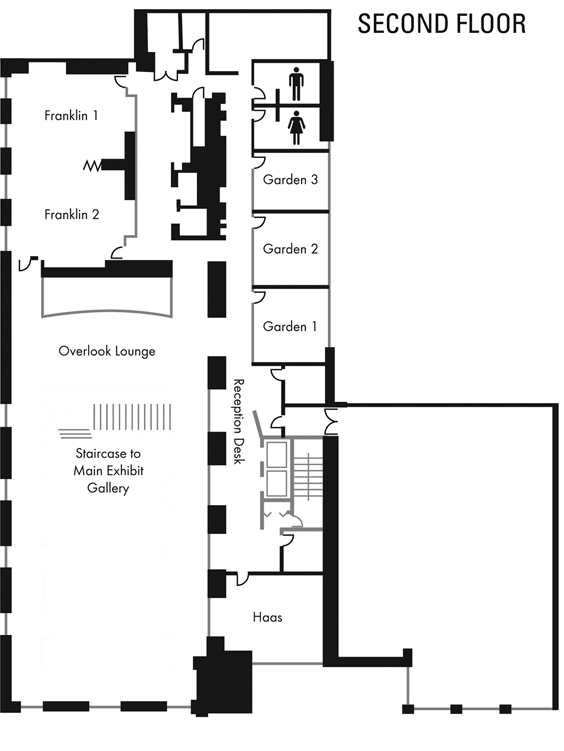 SECOND FLOOR
Franklin 1
Franklin 2
Garden 3
Garden 2
Garden 1
Overlook Lounge
Reception Desk
Staircase to
Main Exhibit
Gallery
Haas